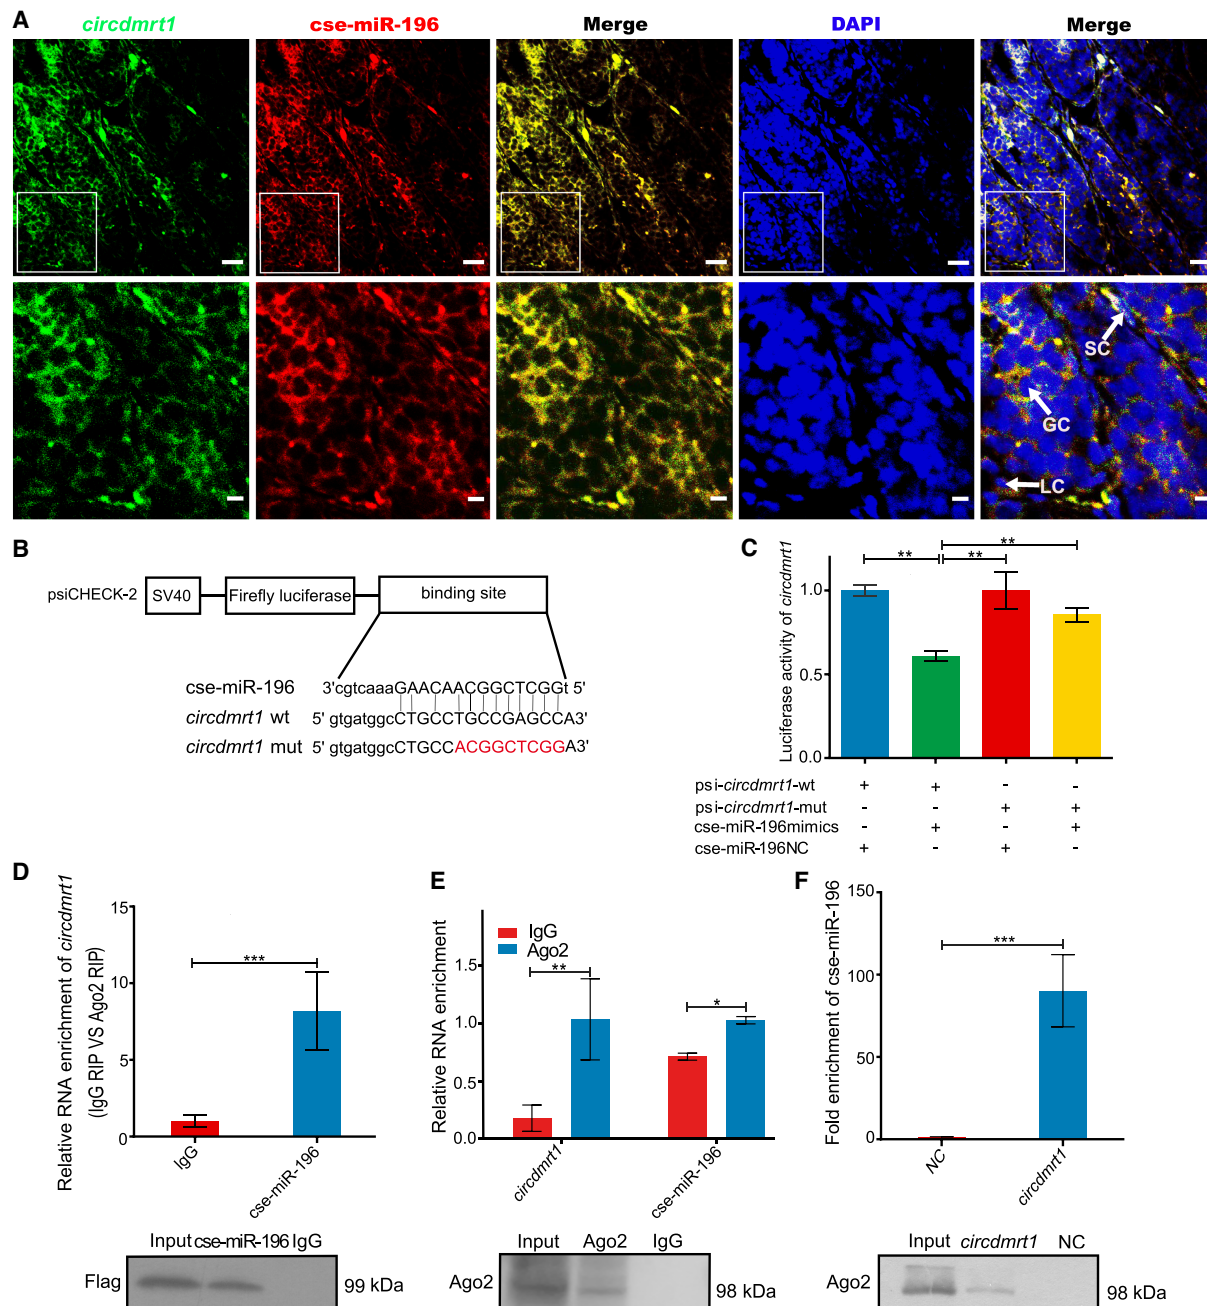 A
circdmrt1 cse-miR-196 Merge DAPI Merge
SC
GC
LC
B
psiCHECK-2 SV40 Firefly luciferase binding site
cse-miR-196 3'cgtcaaaGAACAACGGCTCGGt 5'
circdmrt1 wt 5' gtgatggcCTGCCTGCCGAGCCA3'
circdmrt1 mut 5' gtgatggcCTGCCACGGCTCGGA3'
C
Luciferase activity of circdmrt1
1.0
0.5
0.0
** ** **
psi-circdmrt1-wt + + - -
psi-circdmrt1-mut - - + +
cse-miR-196mimics - + - +
cse-miR-196NC + - + -
D
Relative RNA enrichment of circdmrt1
(IgG RIP VS Ago2 RIP)
15
10
5
0
***
IgG
cse-miR-196
Input cse-miR-196 IgG
Flag 99 kDa
E
Relative RNA enrichment
IgG
Ago2
1.5
1.0
0.5
0.0
**
*
circdmrt1
cse-miR-196
Input Ago2 IgG
Ago2 98 kDa
F
Fold enrichment of cse-miR-196
150
100
50
0
***
NC
circdmrt1
Input circdmrt1 NC
Ago2 98 kDa